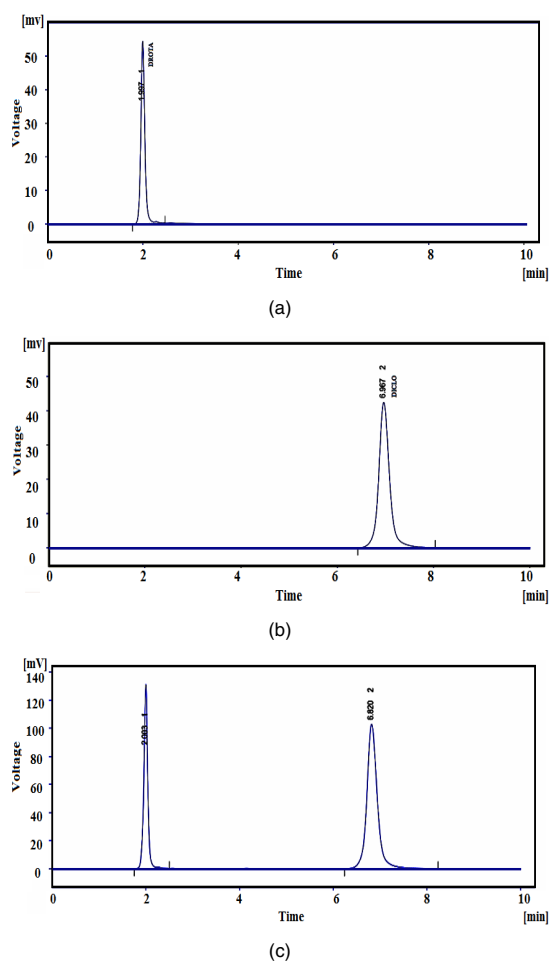 [mv]
50
40
30
20
10
0
Voltage
1.997 1
DROTA
0 2 4 6 8 10
Time [min]
(a)
[mv]
50
40
30
20
10
0
Voltage
6.967 2
DICLO
0 2 4 6 8 10
Time [min]
(b)
[mV]
140
120
100
80
60
40
20
0
Voltage
2.003 1
6.820 2
0 2 4 6 8 10
Time [min]
(c)